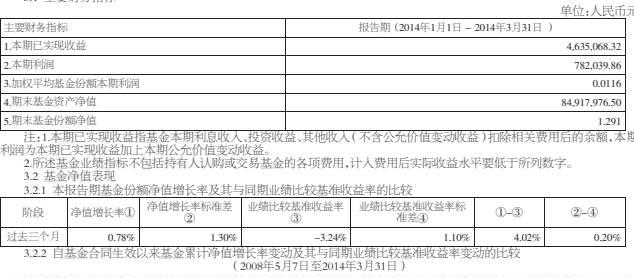 单位:人民币元
主要财务指标 报告期(2014年1月1日 - 2014年3月31日 )
1.本期已实现收益 4,635,068.32
2.本期利润 782,039.86
3.加权平均基金份额本期利润 0.0116
4.期末基金资产净值 84,917,976.50
5.期末基金份额净值 1.291
注:1.本期已实现收益指基金本期利息收入、投资收益、其他收入(不含公允价值变动收益)扣除相关费用后的余额,本期
利润为本期已实现收益加上本期公允价值变动收益。
2.所述基金业绩指标不包括持有人认购或交易基金的各项费用,计入费用后实际收益水平要低于所列数字。
3.2 基金净值表现
3.2.1 本报告期基金份额净值增长率及其与同期业绩比较基准收益率的比较
阶段 净值增长率① 净值增长率标准差② 业绩比较基准收益率③ 业绩比较基准收益率标准差④ ①-③ ②-④
过去三个月 0.78% 1.30% -3.24% 1.10% 4.02% 0.20%
3.2.2 自基金合同生效以来基金累计净值增长率变动及其与同期业绩比较基准收益率变动的比较
(2008年5月7日至2014年3月31日)